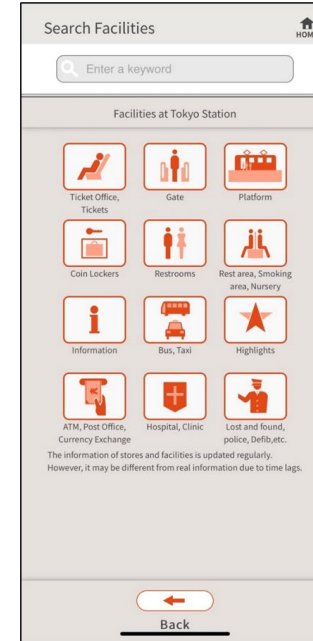 Search Facilities
HOM
Enter a keyword
Facilities at Tokyo Station
Ticket Office,
Tickets
Gate
Platform
Coin Lockers
Restrooms
Rest area, Smoking
area, Nursery
Information
Bus, Taxi
Highlights
ATM, Post Office,
Currency Exchange
Hospital, Clinic
Lost and found,
police, Defib,etc.
The information of stores and facilities is updated regularly.
However, it may be different from real information due to time lags.
Back